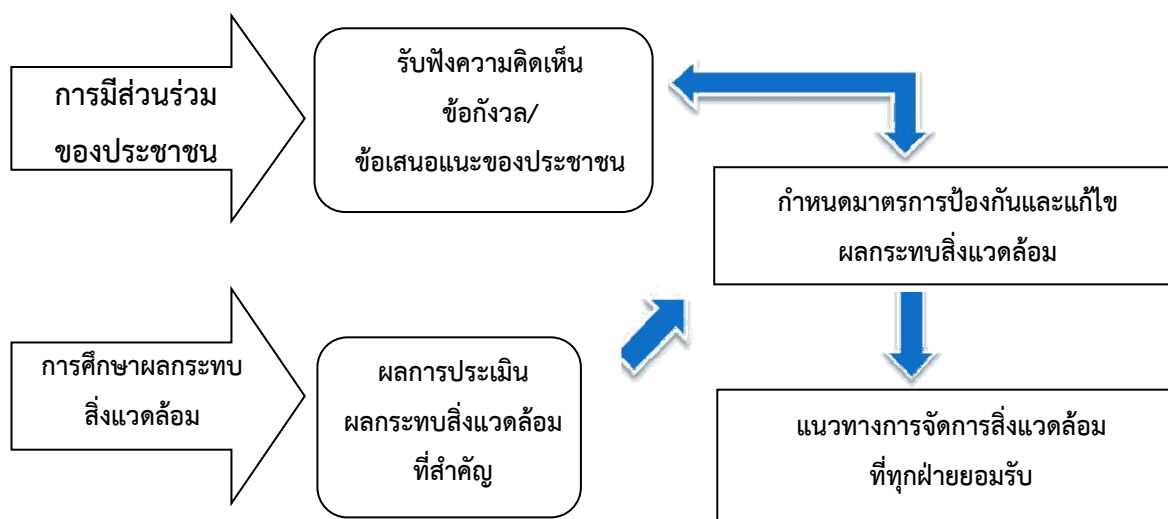 การมีส่วนร่วม
ของประชาชน
รับฟังความคิดเห็น
ข้อกังวล/
ข้อเสนอแนะของประชาชน
กำหนดมาตรการป้องกันและแก้ไข
ผลกระทบสิ่งแวดล้อม
การศึกษาผลกระทบ
สิ่งแวดล้อม
ผลการประเมิน
ผลกระทบสิ่งแวดล้อม
ที่สำคัญ
แนวทางการจัดการสิ่งแวดล้อม
ที่ทุกฝ่ายยอมรับ